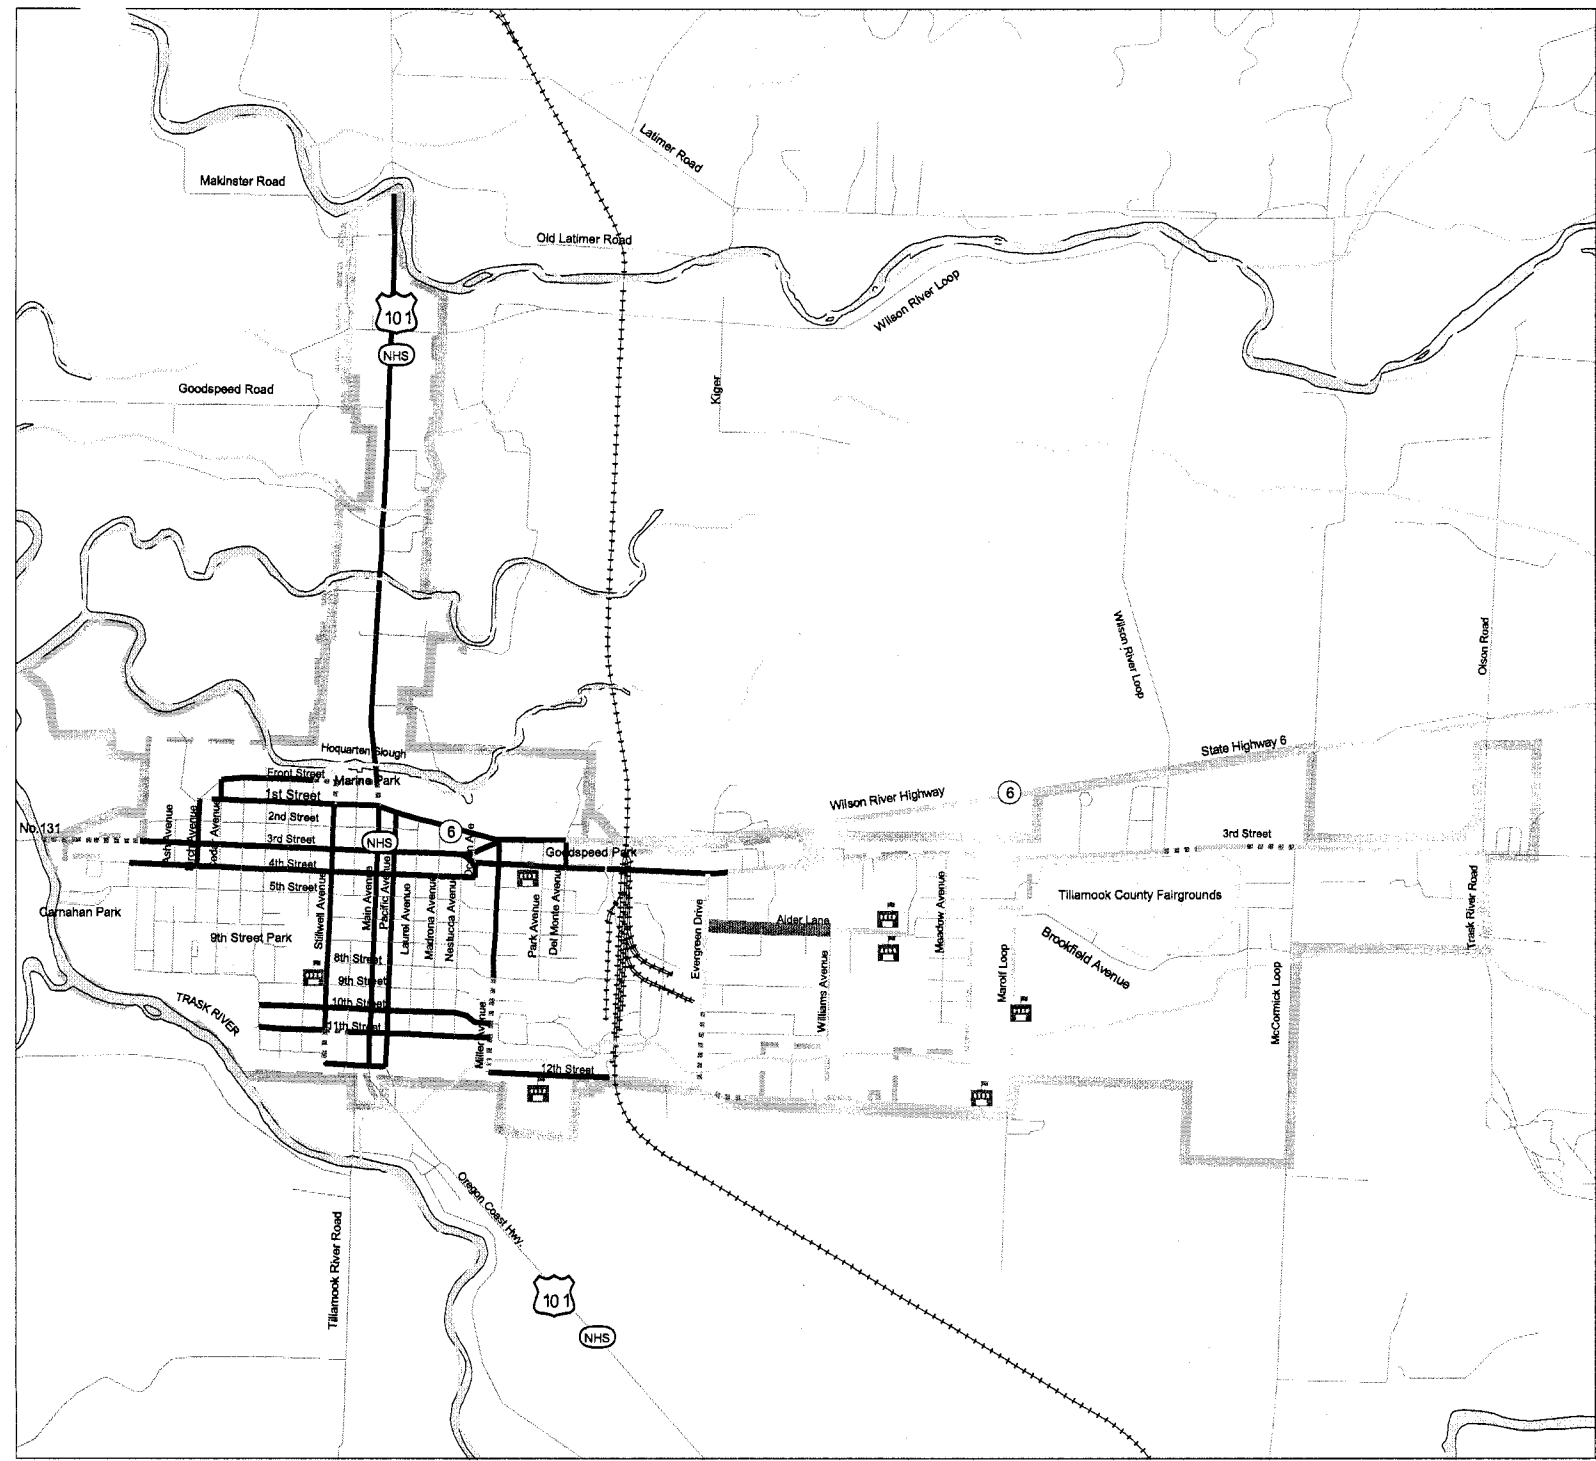 Latimer Road
Makinster Road
Old Latimer Road
Wilson River Loop
101
NHS
Goodspeed Road
Kiger
Wilson River Loop
Olson Road
State Highway 6
Hoquarten Slough
Front Street
Marine Park
1st Street
2nd Street
3rd Street
4th Street
5th Street
No.131
Ash Avenue
Avenue
Avenue
NHS
6
Goodspeed Park
Wilson River Highway
6
3rd Street
Carnahan Park
9th Street Park
Stillwell Avenue
Main Avenue
Pacific Avenue
Laurel Avenue
Madrona Avenue
Nestucca Avenue
Park Avenue
Del Monte Avenue
Evergreen Drive
Alder Lane
Williams Avenue
Meadow Avenue
Tillamook County Fairgrounds
Brookfield Avenue
Marolf Loop
McCormick Loop
Trask River Road
8th Street
9th Street
10th Street
11th Street
12th Street
Miller Avenue
TRASK RIVER
Tillamook River Road
Oregon Coast Hwy.
101
NHS